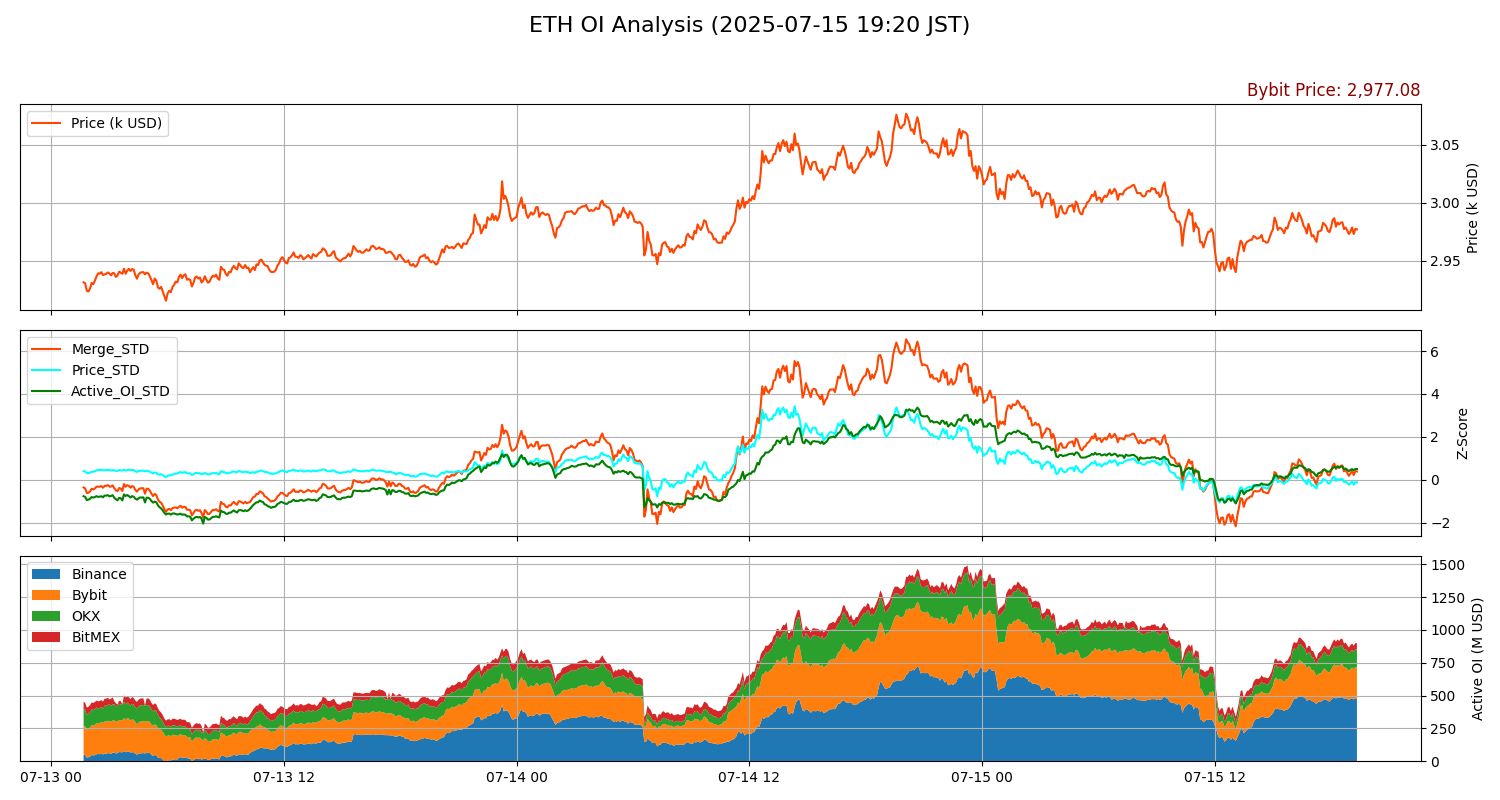 ETH OI Analysis (2025-07-15 19:20 JST)
Bybit Price: 2,977.08
Price (k USD)
3.05
3.00
2.95
Price (k USD)
Merge_STD
Price_STD
Active_OI_STD
6
4
2
0
−2
Z-Score
Binance
Bybit
OKX
BitMEX
1500
1250
1000
750
500
250
0
Active OI (M USD)
07-13 00
07-13 12
07-14 00
07-14 12
07-15 00
07-15 12